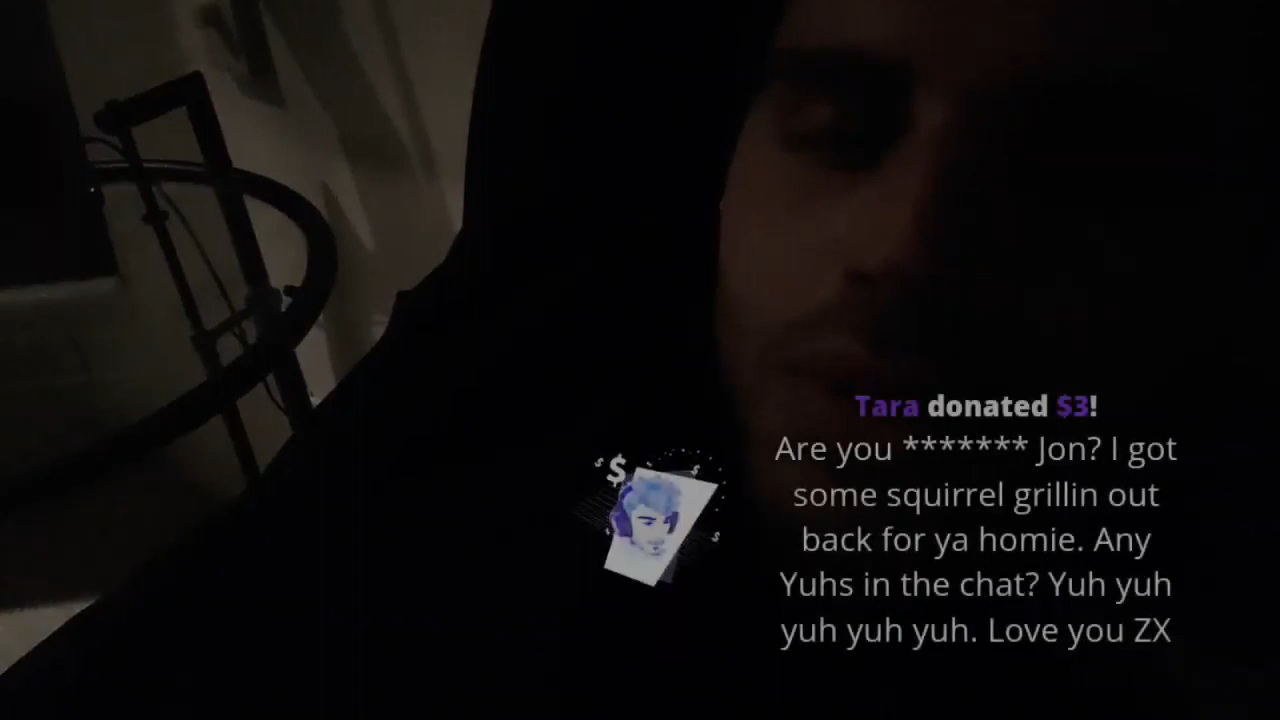 Tara donated $3!
Are you ******* Jon? I got
some squirrel grillin out
back for ya homie. Any
Yuhs in the chat? Yuh yuh
yuh yuh yuh. Love you ZX